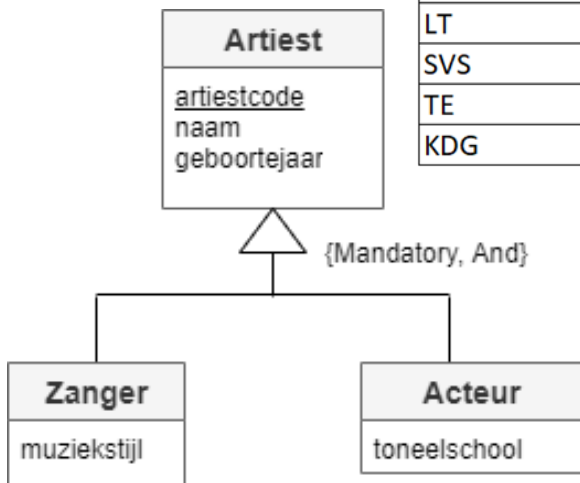 Artiest
artiestcode
naam
geboortejaar
LT
SVS
TE
KDG
{Mandatory, And}
Zanger
muziekstijl
Acteur
toneelschool